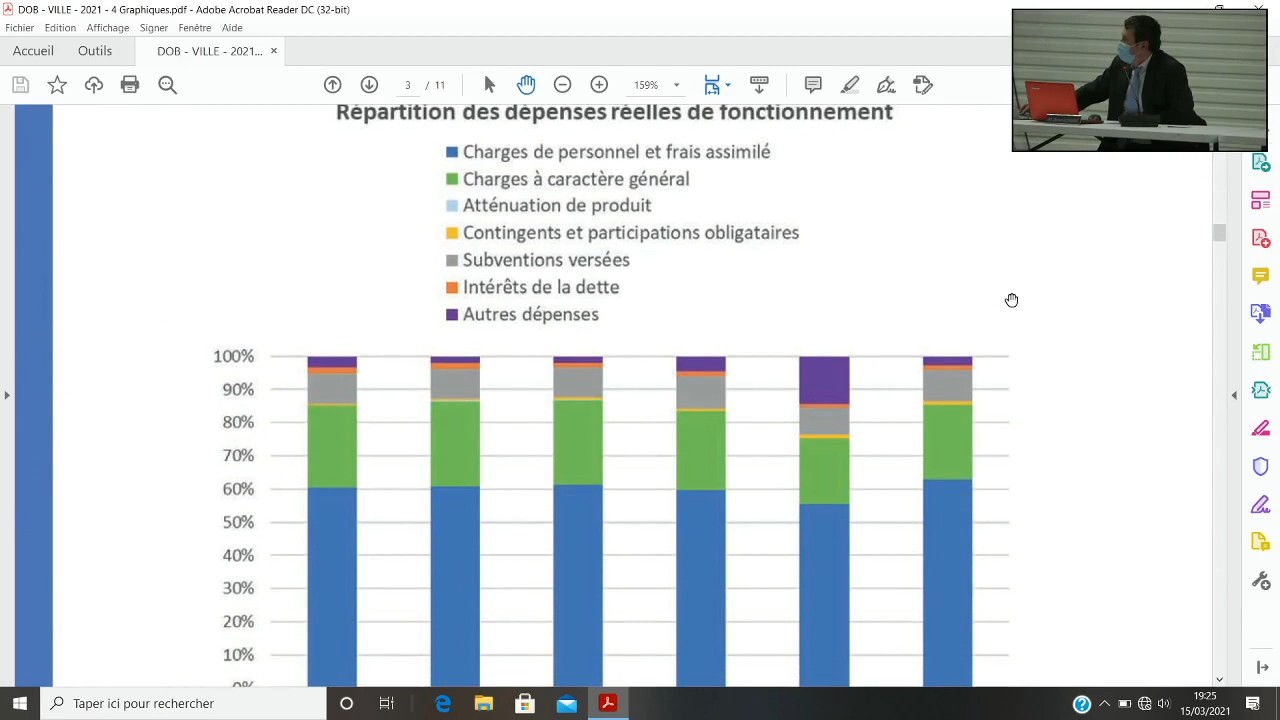 DOB - VILLE - 2021 - 4 Graphiques.pdf - Adobe Acrobat Reader DC (32-bit)
Fichier Edition Affichage Signer Fenêtre Aide
Accueil Outils DOB - VILLE - 2021... ×
3 / 11 159%
Répartition des dépenses réelles de fonctionnement
Charges de personnel et frais assimilé
Charges à caractère général
Atténuation de produit
Contingents et participations obligataires
Subventions versées
Intérêts de la dette
Autres dépenses
100%
90%
80%
70%
60%
50%
40%
30%
20%
10%
0%
Taper ici pour rechercher
19:25
15/03/2021